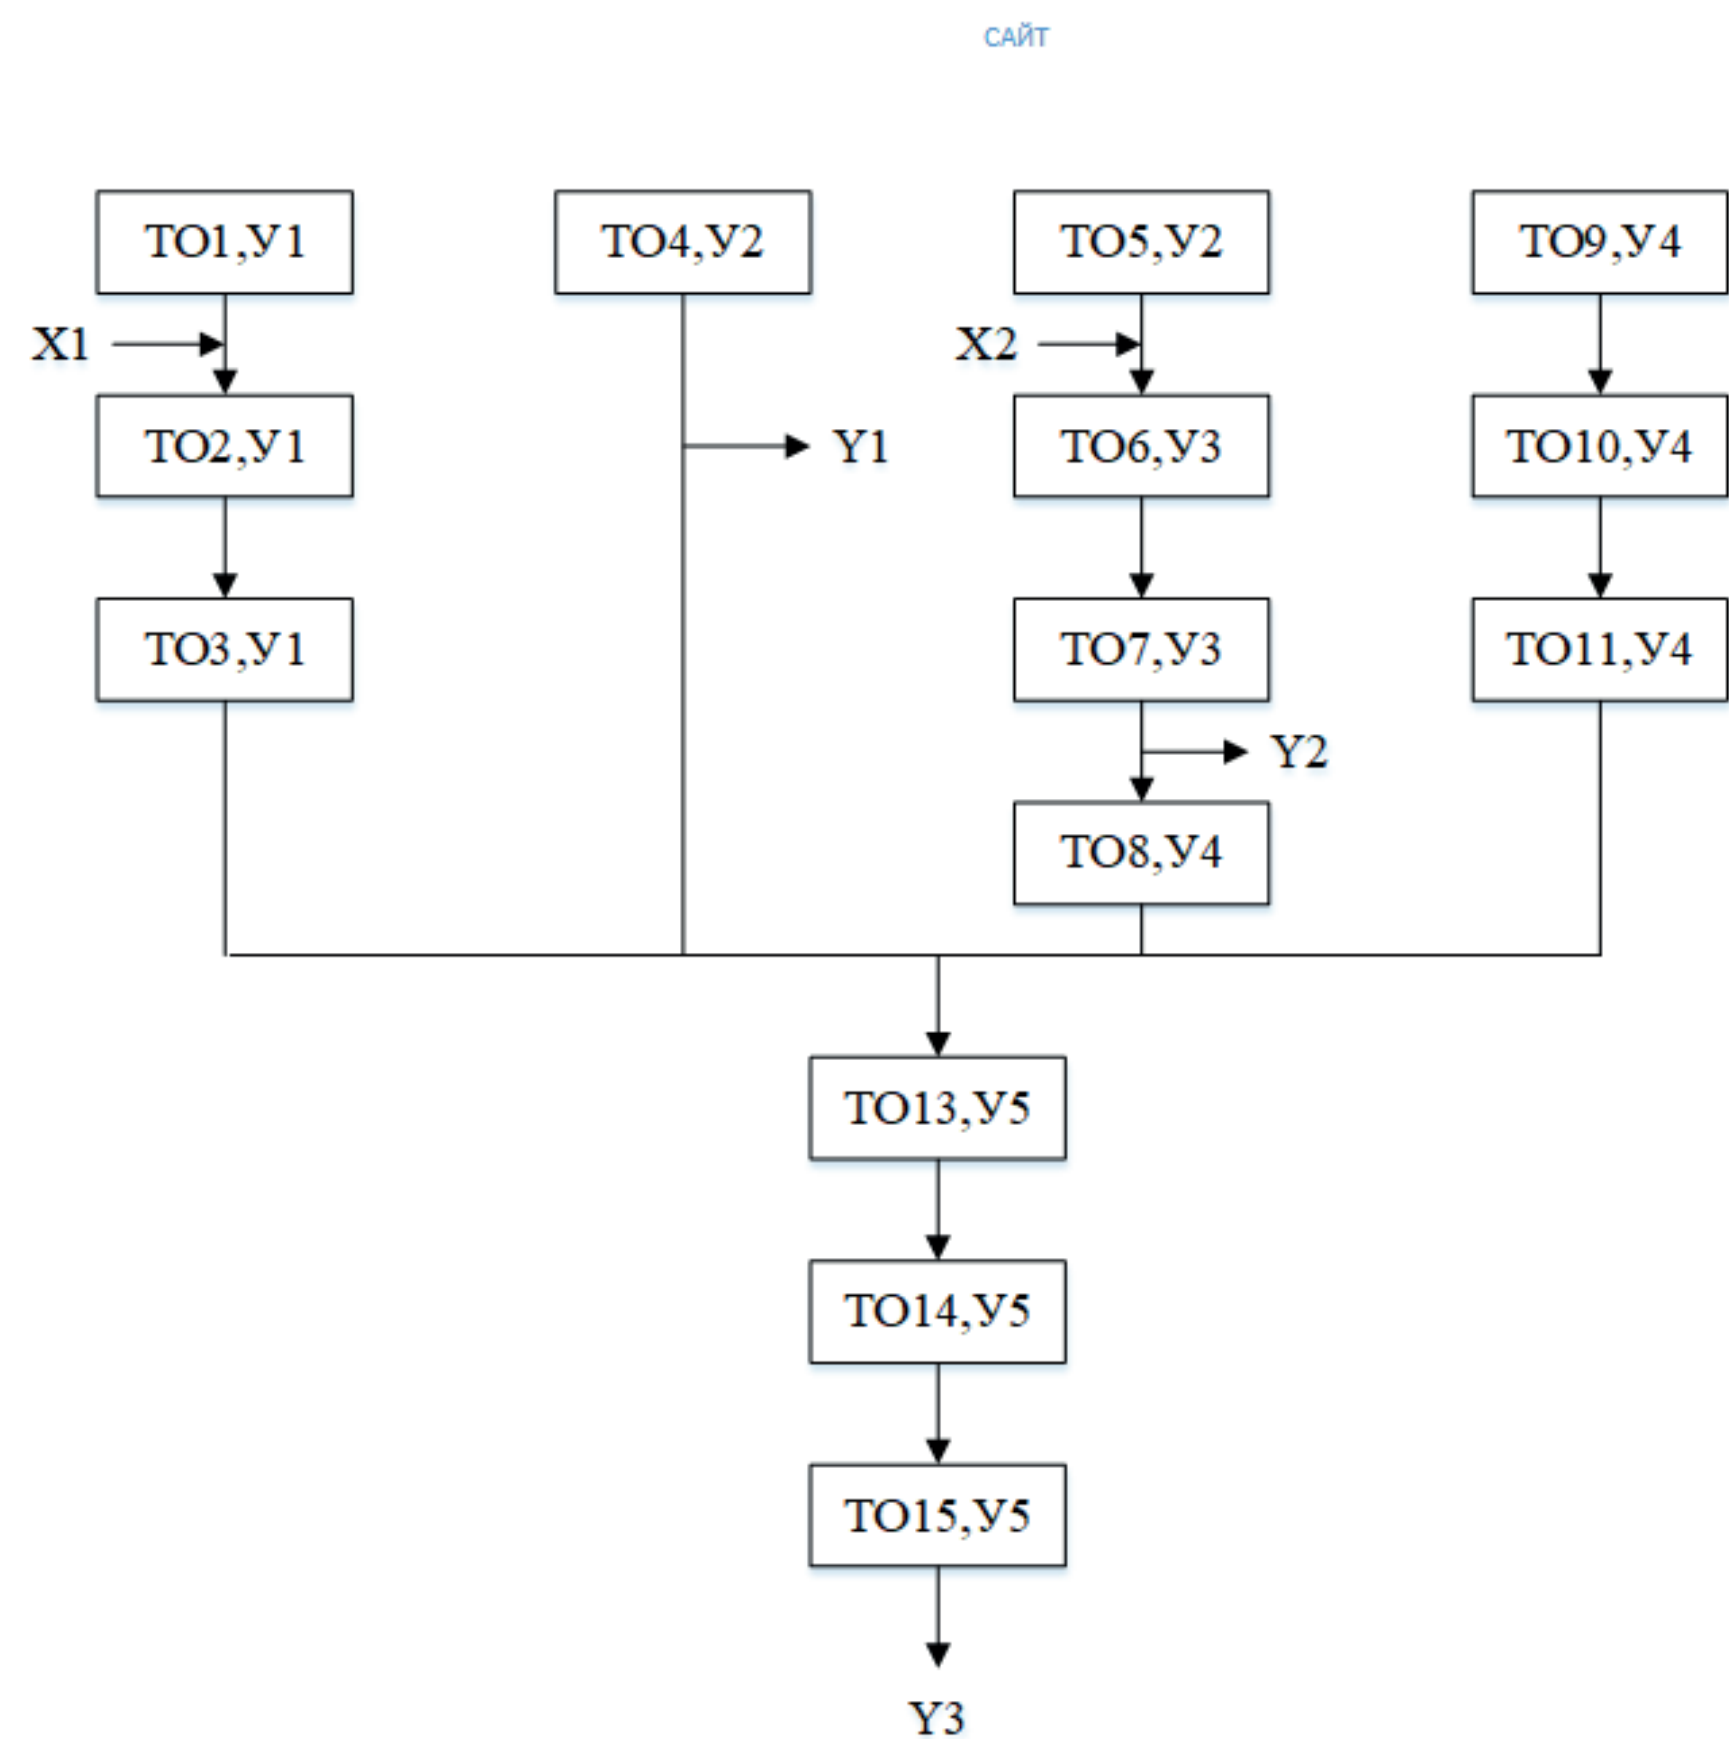 САЙТ
ТО1,У1
ТО4,У2
ТО5,У2
ТО9,У4
X1
X2
ТО2,У1
Y1
ТО6,У3
ТО10,У4
ТО3,У1
ТО7,У3
ТО11,У4
Y2
ТО8,У4
ТО13,У5
ТО14,У5
ТО15,У5
Y3